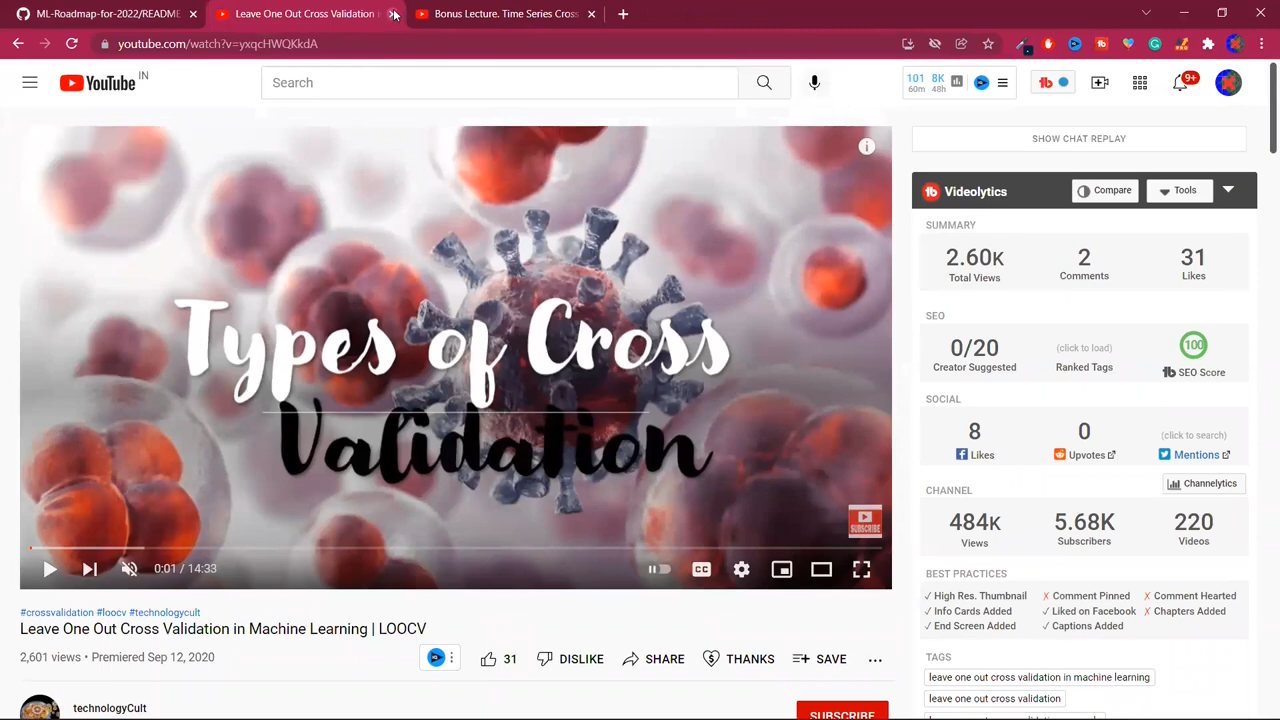 ML-Roadmap-for-2022/README
Leave One Out Cross Validation i
Bonus Lecture. Time Series Cross
youtube.com/watch?v=yxqcHWQKkdA
YouTube IN
Search
101 8K
60m 48h
9+
SHOW CHAT REPLAY
Types of Cross
Validation
SUBSCRIBE
0:01 / 14:33
CC
#crossvalidation #loocv #technologycult
Leave One Out Cross Validation in Machine Learning | LOOCV
2,601 views • Premiered Sep 12, 2020
31 DISLIKE SHARE THANKS SAVE
technologyCult
SUBSCRIBE
tb Videolytics Compare Tools
SUMMARY
2.60K 2 31
Total Views Comments Likes
SEO
0/20 (click to load) 100
Creator Suggested Ranked Tags tb SEO Score
SOCIAL
8 0 (click to search)
Likes Upvotes Mentions
CHANNEL Channelytics
484K 5.68K 220
Views Subscribers Videos
BEST PRACTICES
✓ High Res. Thumbnail ✗ Comment Pinned ✗ Comment Hearted
✓ Info Cards Added ✓ Liked on Facebook ✗ Chapters Added
✓ End Screen Added ✓ Captions Added
TAGS
leave one out cross validation in machine learning
leave one out cross validation